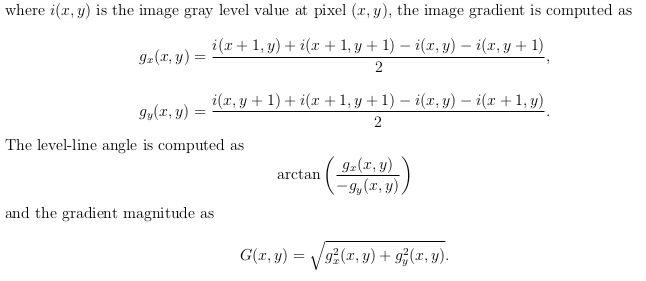 where i(x, y) is the image gray level value at pixel (x, y), the image gradient is computed as
g_x(x, y) = \frac{i(x + 1, y) + i(x + 1, y + 1) − i(x, y) − i(x, y + 1)}{2},
g_y(x, y) = \frac{i(x, y + 1) + i(x + 1, y + 1) − i(x, y) − i(x + 1, y)}{2}.
The level-line angle is computed as
arctan \left( \frac{g_x(x, y)}{−g_y(x, y)} \right)
and the gradient magnitude as
G(x, y) = \sqrt{g_x^2(x, y) + g_y^2(x, y)}.